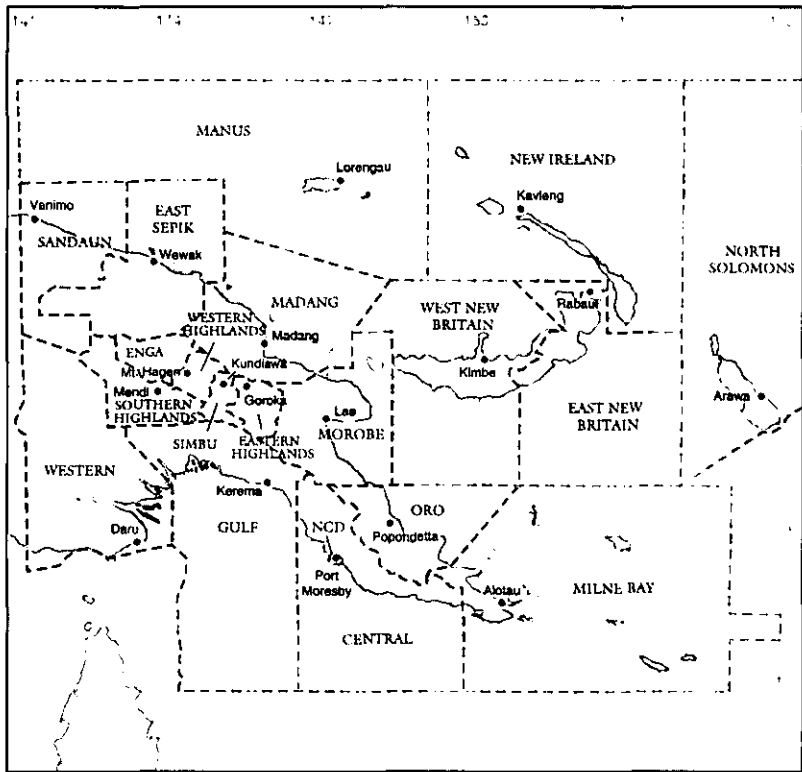 MANUS
Lorengau
NEW IRELAND
Kavieng
Vanimo
EAST
SEPIK
SANDAUN
Wewak
NORTH
SOLOMONS
MADANG
WEST NEW
BRITAIN
Rabaul
WESTERN
HIGHLANDS
Madang
ENGA
Kundiawa
Kimbe
Mt. Hagen
Mendi
SOUTHERN
HIGHLANDS
Goroka
Lae
Arawa
EAST NEW
BRITAIN
MOROBE
SIMBU
EASTERN
HIGHLANDS
WESTERN
Kerema
ORO
GULF
NCD
Popondetta
Daru
Port
Moresby
Alotau
MILNE BAY
CENTRAL